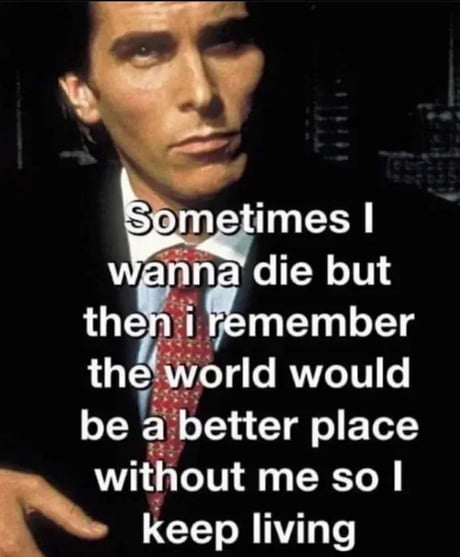 Sometimes I
wanna die but
then i remember
the world would
be a better place
without me so I
keep living